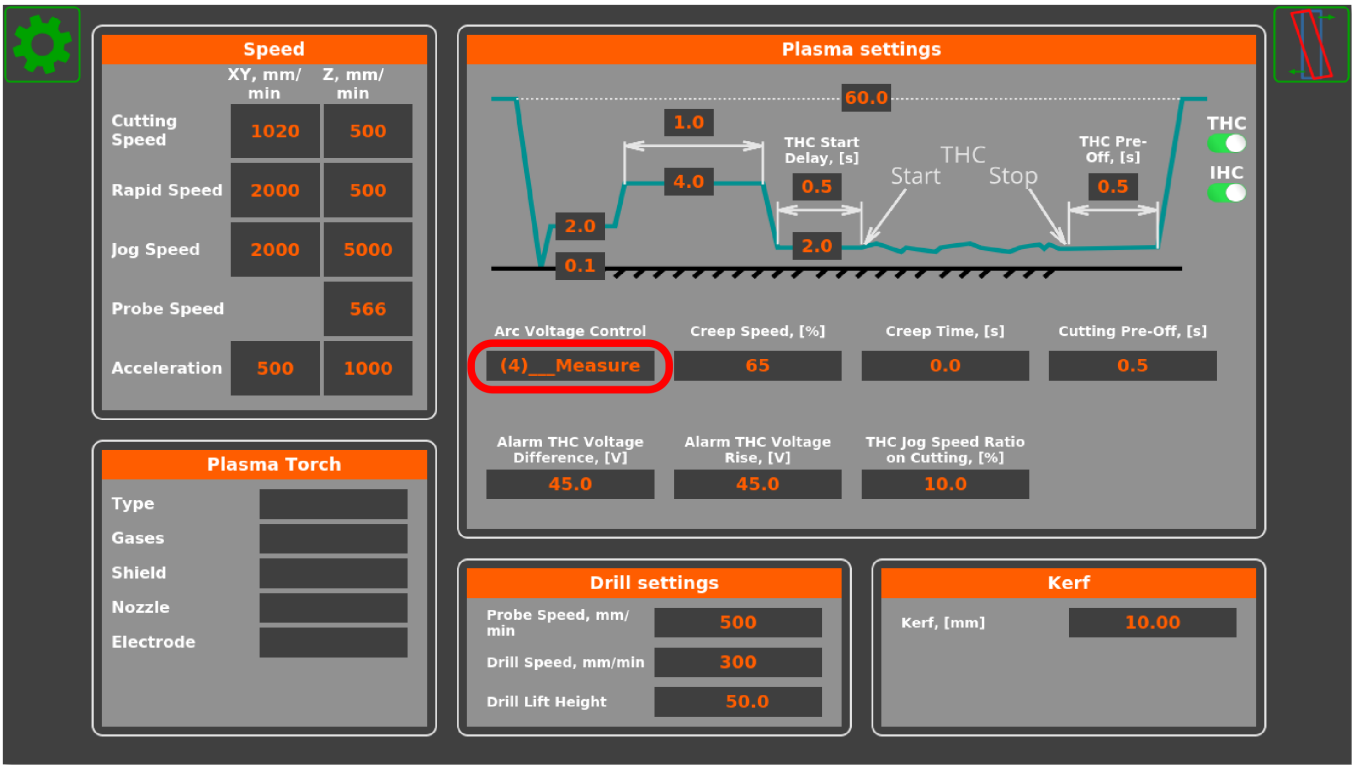 Speed
XY, mm/
min
Z, mm/
min
Cutting
Speed
1020
500
Rapid Speed
2000
500
Jog Speed
2000
5000
Probe Speed
566
Acceleration
500
1000
Plasma Torch
Type
Gases
Shield
Nozzle
Electrode
Plasma settings
60.0
1.0
4.0
2.0
0.1
THC Start
Delay, [s]
0.5
2.0
THC
Start
Stop
THC Pre-
Off, [s]
0.5
THC
IHC
Arc Voltage Control
(4)___Measure
Creep Speed, [%]
65
Creep Time, [s]
0.0
Cutting Pre-Off, [s]
0.5
Alarm THC Voltage
Difference, [V]
45.0
Alarm THC Voltage
Rise, [V]
45.0
THC Jog Speed Ratio
on Cutting, [%]
10.0
Drill settings
Probe Speed, mm/
min
500
Drill Speed, mm/min
300
Drill Lift Height
50.0
Kerf
Kerf, [mm]
10.00